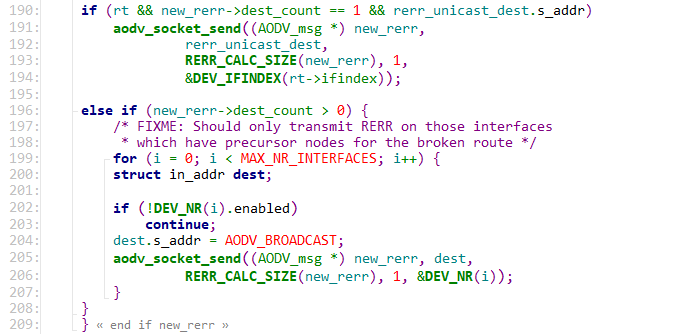 190: if (rt && new_rerr->dest_count == 1 && rerr_unicast_dest.s_addr)
191: aodv_socket_send((AODV_msg *) new_rerr,
192: rerr_unicast_dest,
193: RERR_CALC_SIZE(new_rerr), 1,
194: &DEV_IFINDEX(rt->ifindex));
195:
196: else if (new_rerr->dest_count > 0) {
197: /* FIXME: Should only transmit RERR on those interfaces
198: * which have precursor nodes for the broken route */
199: for (i = 0; i < MAX_NR_INTERFACES; i++) {
200: struct in_addr dest;
201:
202: if (!DEV_NR(i).enabled)
203: continue;
204: dest.s_addr = AODV_BROADCAST;
205: aodv_socket_send((AODV_msg *) new_rerr, dest,
206: RERR_CALC_SIZE(new_rerr), 1, &DEV_NR(i));
207: }
208: }
209: } « end if new_rerr »